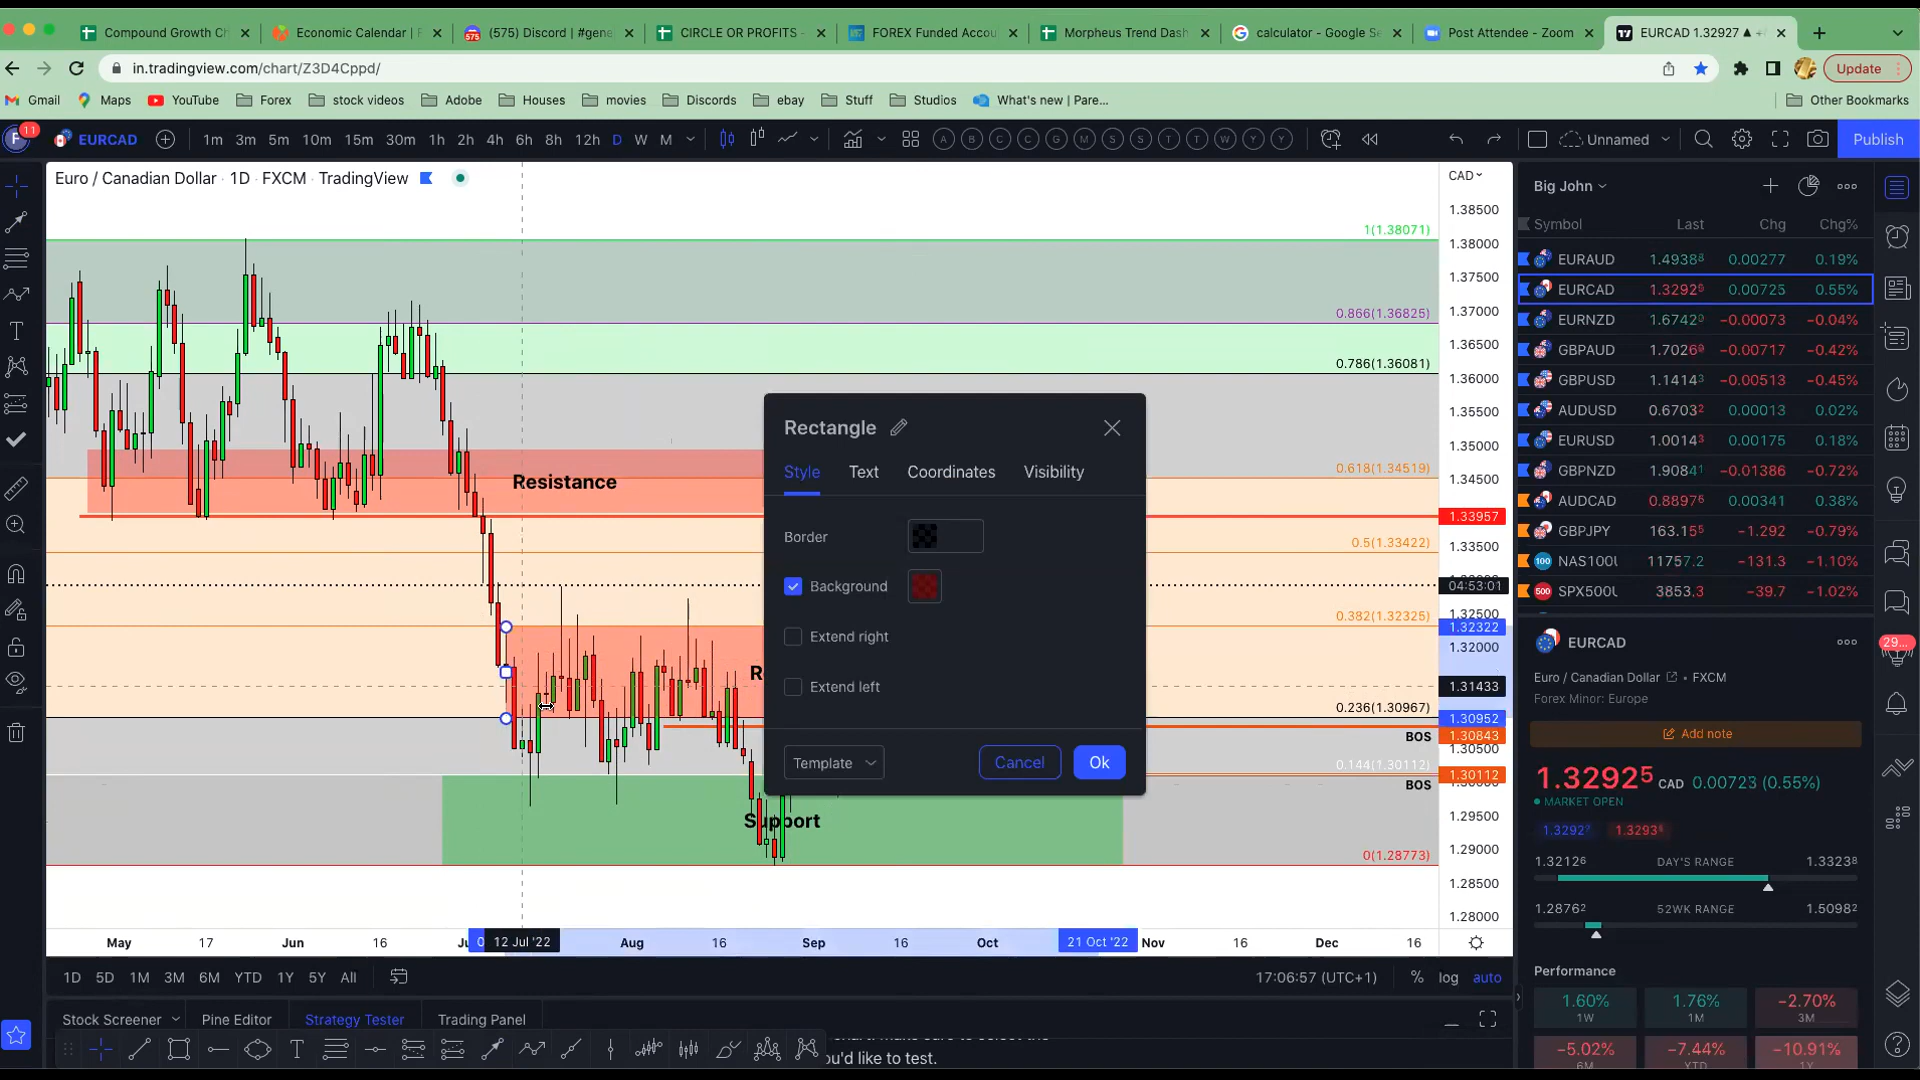 Compound Growth Ch
Economic Calendar | F
(575) Discord | #gene
CIRCLE OR PROFITS -
FOREX Funded Accou
Morpheus Trend Dash
calculator - Google Se
Post Attendee - Zoom
EURCAD 1.32927 ▲ +
in.tradingview.com/chart/Z3D4Cppd/
Update
Gmail
Maps
YouTube
Forex
stock videos
Adobe
Houses
movies
Discords
ebay
Stuff
Studios
What's new | Pare...
Other Bookmarks
11
EURCAD
1m 3m 5m 10m 15m 30m 1h 2h 4h 6h 8h 12h D W M
A B C C G M S S T T W Y Y
Unnamed
Publish
Euro / Canadian Dollar · 1D · FXCM · TradingView
CAD
1.38500
1(1.38071)
1.38000
1.37500
1.37000
0.866(1.36825)
1.36500
0.786(1.36081)
1.36000
1.35500
1.35000
0.618(1.34519)
1.34500
Resistance
1.33957
0.5(1.33422)
1.33500
04:53:01
0.382(1.32325)
1.32500
1.32322
1.32000
1.31433
0.236(1.30967)
1.30952
BOS
1.30843
1.30500
0.144(1.30112)
1.30112
BOS
Support
1.29500
1.29000
0(1.28773)
1.28500
1.28000
Rectangle
Style
Text
Coordinates
Visibility
Border
Background
Extend right
Extend left
Template
Cancel
Ok
May 17 Jun 16
12 Jul '22
Aug 16 Sep 16 Oct
21 Oct '22
Nov 16 Dec 16
1D 5D 1M 3M 6M YTD 1Y 5Y All
17:06:57 (UTC+1)
% log auto
Stock Screener
Pine Editor
Strategy Tester
Trading Panel
u'd like to test.
Big John
Symbol Last Chg Chg%
EURAUD 1.49388 0.00277 0.19%
EURCAD 1.32925 0.00723 0.55%
EURNZD 1.67420 −0.00073 −0.04%
GBPAUD 1.70269 −0.00717 −0.42%
GBPUSD 1.14143 −0.00513 −0.45%
AUDUSD 0.67032 0.00013 0.02%
EURUSD 1.00143 0.00175 0.18%
GBPNZD 1.90841 −0.01386 −0.72%
AUDCAD 0.88976 0.00341 0.38%
GBPJPY 163.155 −1.292 −0.79%
NAS100U 11757.2 −131.3 −1.10%
SPX500U 3853.3 −39.7 −1.02%
EURCAD
Euro / Canadian Dollar · FXCM
Forex Minor: Europe
Add note
1.32925 CAD 0.00723 (0.55%)
MARKET OPEN
1.32927 1.32938
1.32126 DAY'S RANGE 1.33238
1.28762 52WK RANGE 1.50982
Performance
1.60% 1.76% −2.70%
1W 1M 3M
−5.02% −7.44% −10.91%
6M YTD 1Y
29...